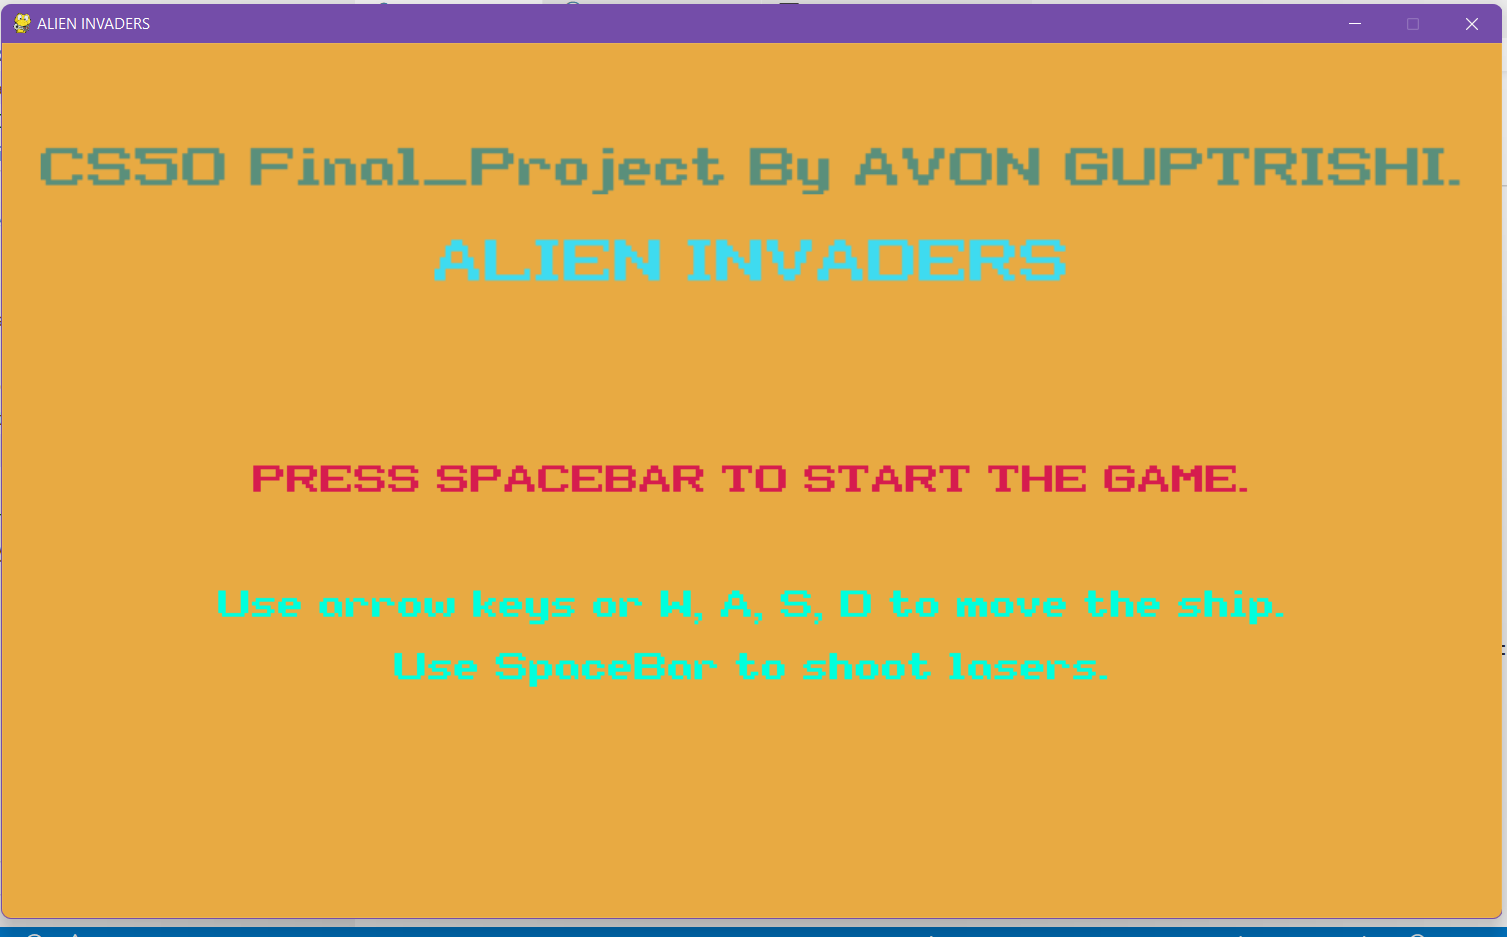 ALIEN INVADERS
CS50 Final_Project By AVON GUPTRISHI.
ALIEN INVADERS
PRESS SPACEBAR TO START THE GAME.
Use arrow keys or W, A, S, D to move the ship.
Use SpaceBar to shoot lasers.